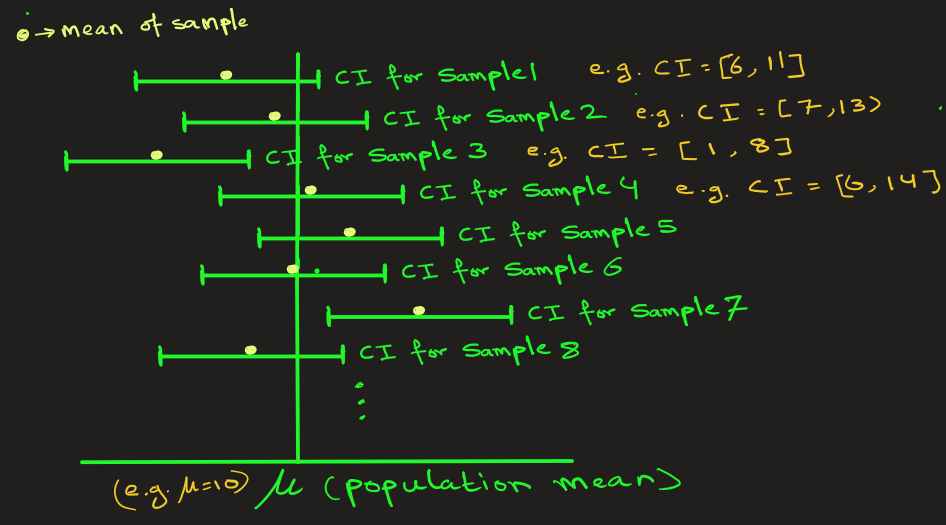 → mean of sample
CI for Sample1 e.g. CI = [6, 11]
CI for Sample 2 e.g. CI = [7,13)
CI for Sample 3 e.g. CI = [1, 8]
CI for Sample 4 e.g. CI = [6, 14]
CI for Sample 5
CI for Sample 6
CI for Sample 7
CI for Sample 8
(e.g. μ=10) μ (population mean)